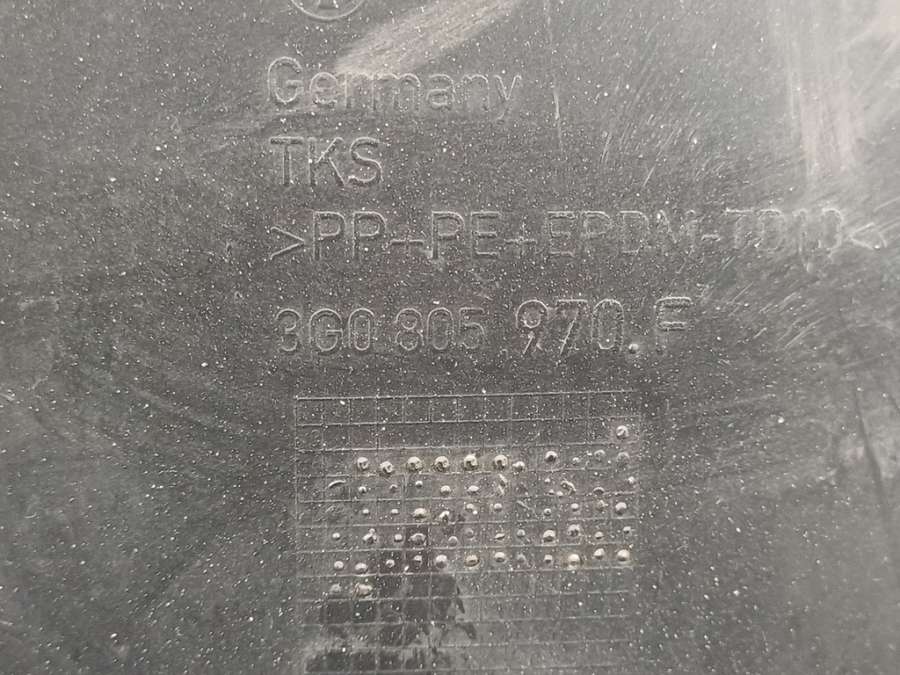 Germany
TKS
>PP+PE+EPDM-TD10<
3G0 805 970 F